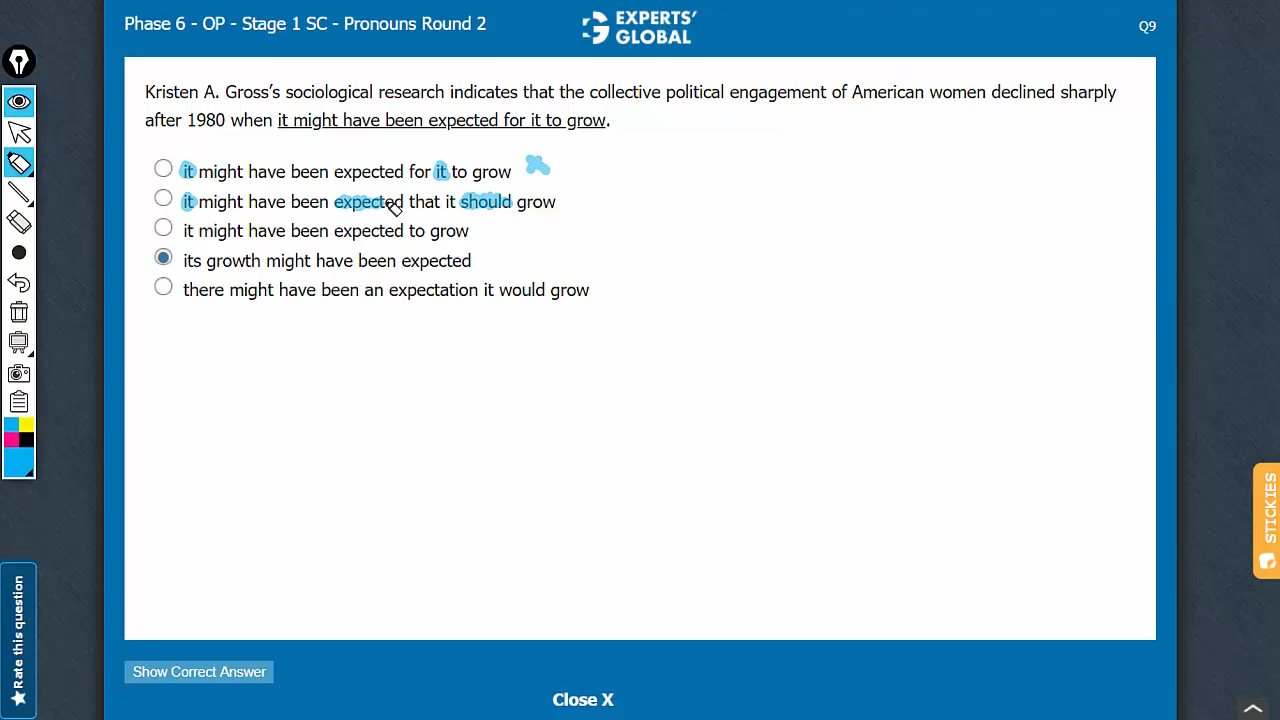 Phase 6 - OP - Stage 1 SC - Pronouns Round 2
EXPERTS'
GLOBAL
Q9
Kristen A. Gross's sociological research indicates that the collective political engagement of American women declined sharply
after 1980 when it might have been expected for it to grow.
it might have been expected for it to grow
it might have been expected that it should grow
it might have been expected to grow
its growth might have been expected
there might have been an expectation it would grow
STICKIES
Rate this question
Show Correct Answer
Close X